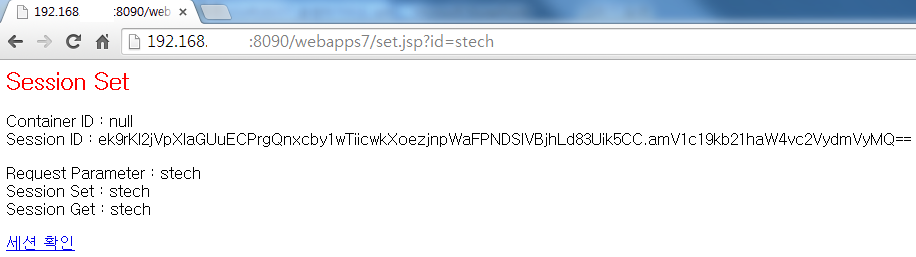 192.168. :8090/web
192.168. :8090/webapps7/set.jsp?id=stech
Session Set
Container ID : null
Session ID : ek9rKI2jVpXIaGUuECPrgQnxcby1wTiicwkXoezjnpWaFPNDSIVBjhLd83Uik5CC.amV1c19kb21haW4vc2VydmVyMQ==
Request Parameter : stech
Session Set : stech
Session Get : stech
세션 확인